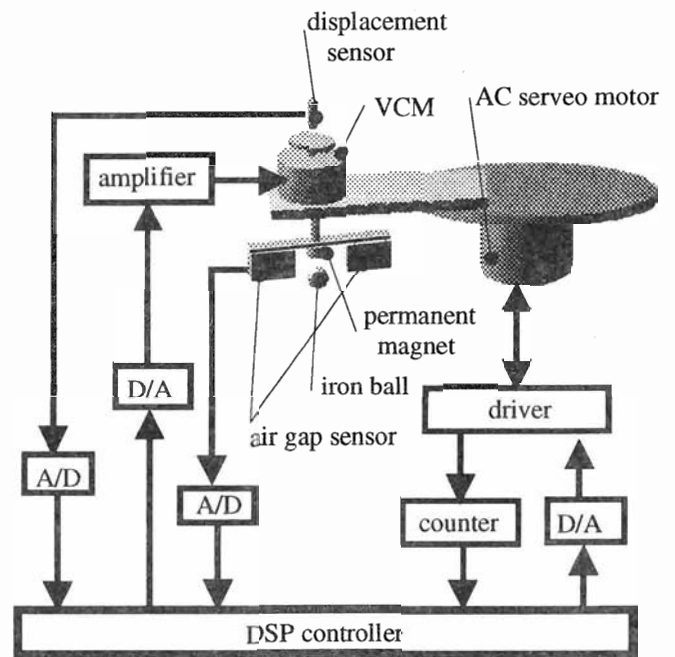 displacement
sensor
VCM
AC serveo motor
amplifier
permanent
magnet
D/A
iron ball
driver
air gap sensor
A/D
A/D
counter
D/A
DSP controller